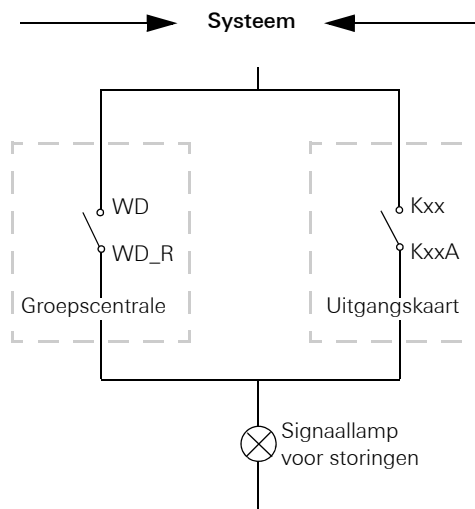 Systeem
WD
WD_R
Groepscentrale
Kxx
KxxA
Uitgangskaart
Signaallamp
voor storingen